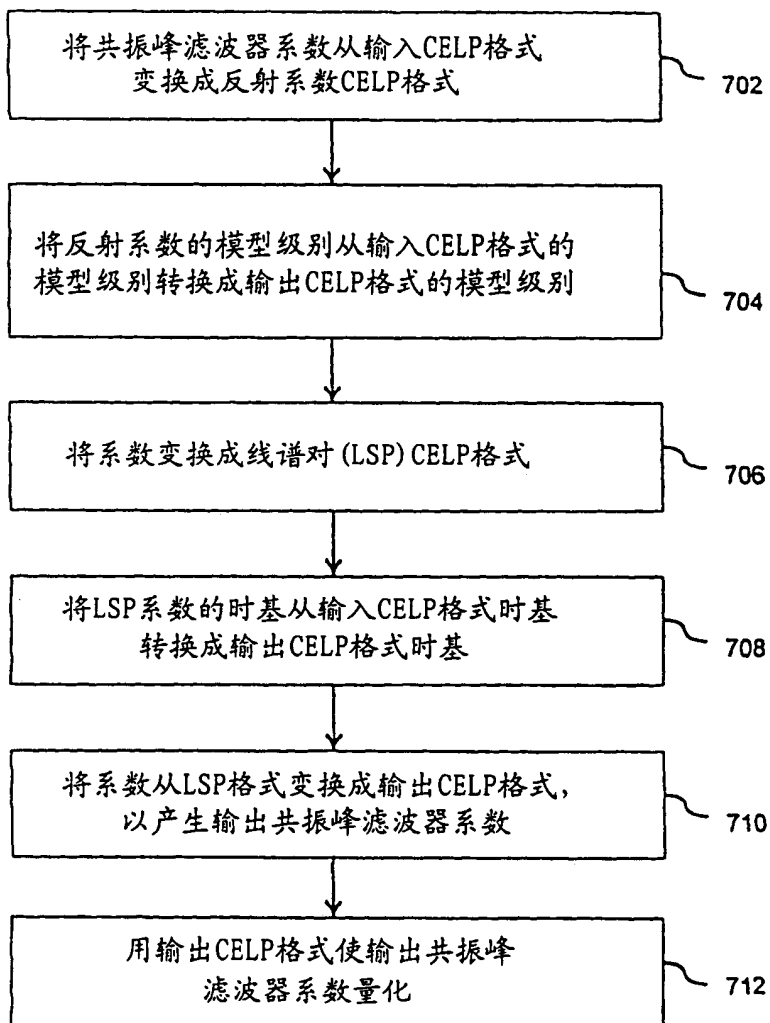 将共振峰滤波器系数从输入CELP格式
变换成反射系数CELP格式
702
将反射系数的模型级别从输入CELP格式的
模型级别转换成输出CELP格式的模型级别
704
将系数变换成线谱对(LSP)CELP格式
706
将LSP系数的时基从输入CELP格式时基
转换成输出CELP格式时基
708
将系数从LSP格式变换成输出CELP格式,
以产生输出共振峰滤波器系数
710
用输出CELP格式使输出共振峰
滤波器系数量化
712